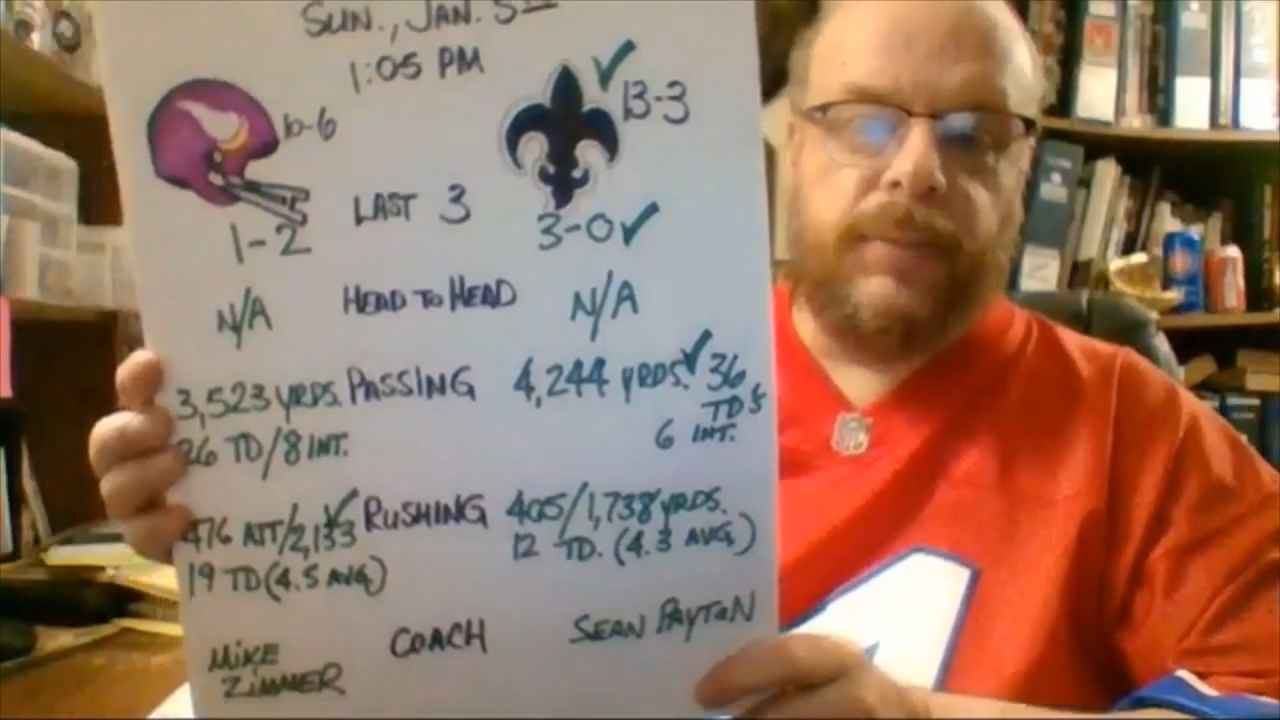 SUN., JAN. 5TH
1:05 PM
10-6 ✓ 13-3
LAST 3
1-2 3-0 ✓
N/A HEAD TO HEAD N/A
3,523 YRDS. PASSING 4,244 YRDS. ✓ 36
TD'S
26 TD/8 INT. 6 INT.
476 ATT/2,133 ✓ RUSHING 405/1,738 YRDS.
19 TD (4.5 AVG) 12 TD. (4.3 AVG)
MIKE COACH SEAN PAYTON
ZIMMER
NFL